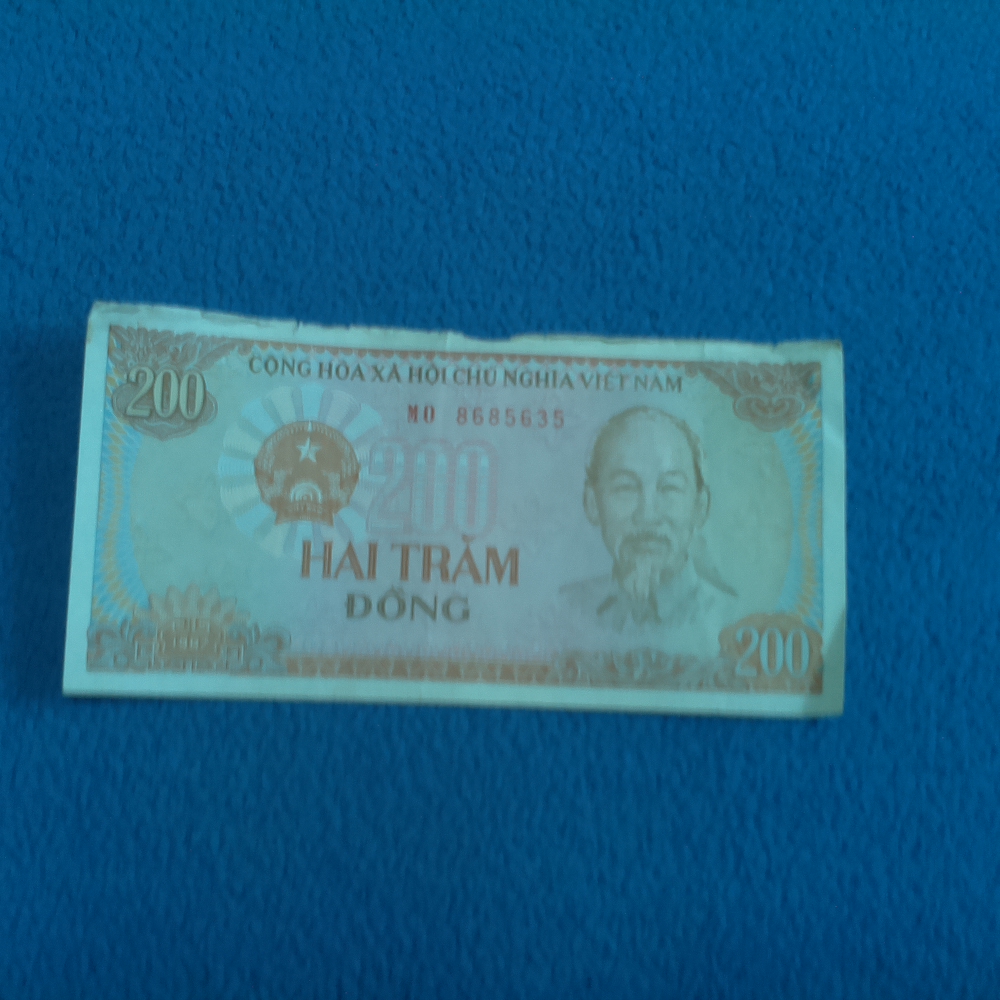 CỘNG HÒA XÃ HỘI CHỦ NGHĨA VIỆT NAM
200
MO 8685635
200
HAI TRĂM
ĐỒNG
200